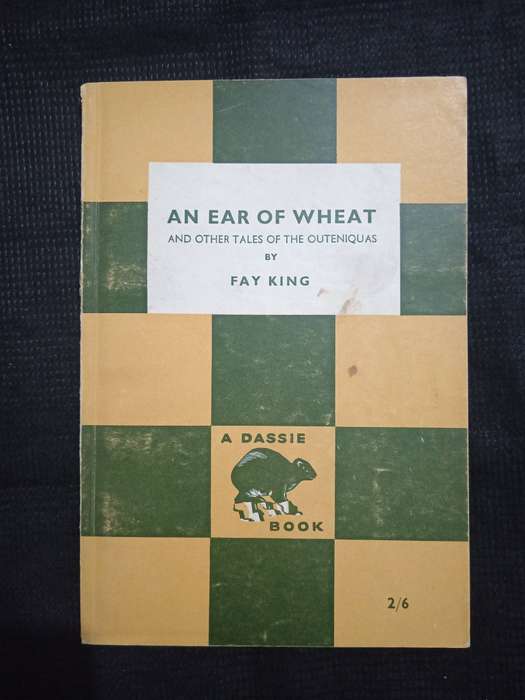 AN EAR OF WHEAT
AND OTHER TALES OF THE OUTENIQUAS
BY
FAY KING
A DASSIE
BOOK
2/6